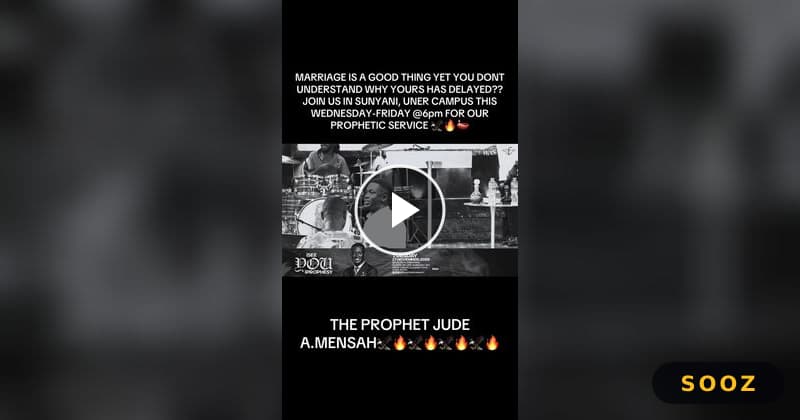 MARRIAGE IS A GOOD THING YET YOU DONT
UNDERSTAND WHY YOURS HAS DELAYED??
JOIN US IN SUNYANI, UNER CAMPUS THIS
WEDNESDAY-FRIDAY @6pm FOR OUR
PROPHETIC SERVICE
I SEE
YOU
PROPHESY
THE PROPHET JUDE
A.MENSAH
SOOZ